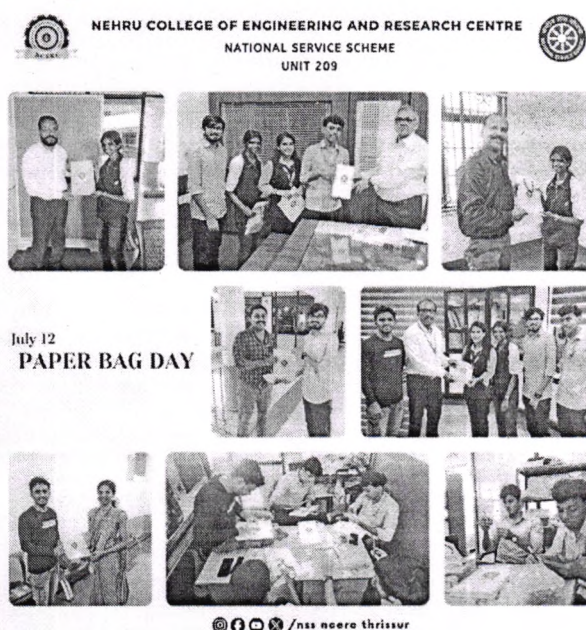 NEHRU COLLEGE OF ENGINEERING AND RESEARCH CENTRE
NATIONAL SERVICE SCHEME
UNIT 209
July 12
PAPER BAG DAY
/nss ncerc thrissur